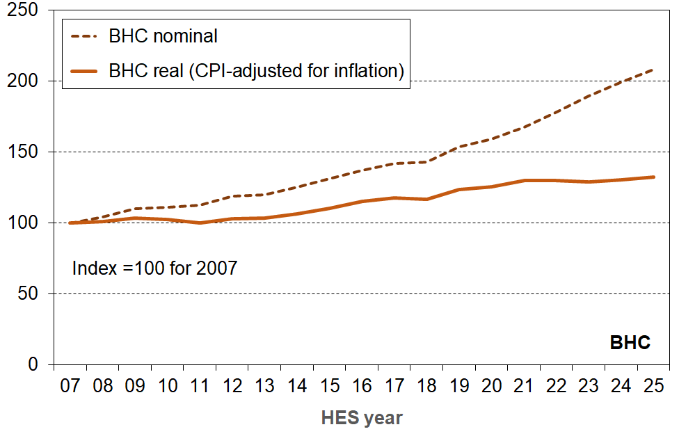 250
200
150
100
50
0
BHC nominal
BHC real (CPI-adjusted for inflation)
Index =100 for 2007
BHC
07 08 09 10 11 12 13 14 15 16 17 18 19 20 21 22 23 24 25
HES year